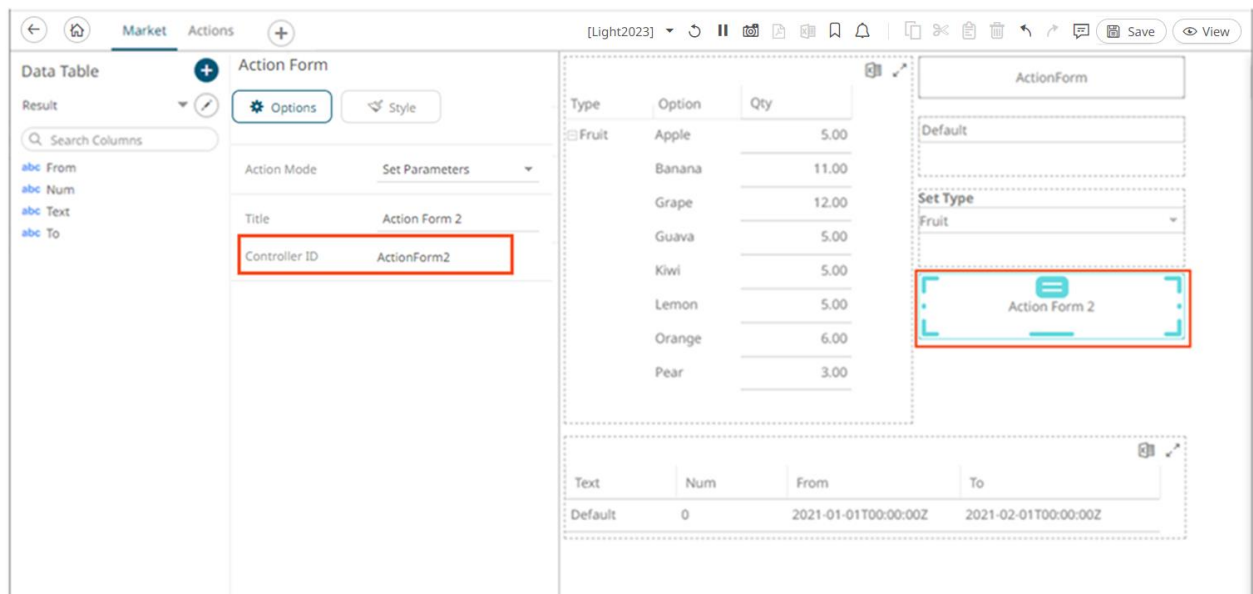 Market Actions [Light2023] Save View
Data Table
Result
Search Columns
abc From
abc Num
abc Text
abc To
Action Form
Options Style
Action Mode Set Parameters
Title Action Form 2
Controller ID ActionForm2
Type Option Qty
Fruit Apple 5.00
Banana 11.00
Grape 12.00
Guava 5.00
Kiwi 5.00
Lemon 5.00
Orange 6.00
Pear 3.00
ActionForm
Default
Set Type
Fruit
Action Form 2
Text Num From To
Default 0 2021-01-01T00:00:00Z 2021-02-01T00:00:00Z